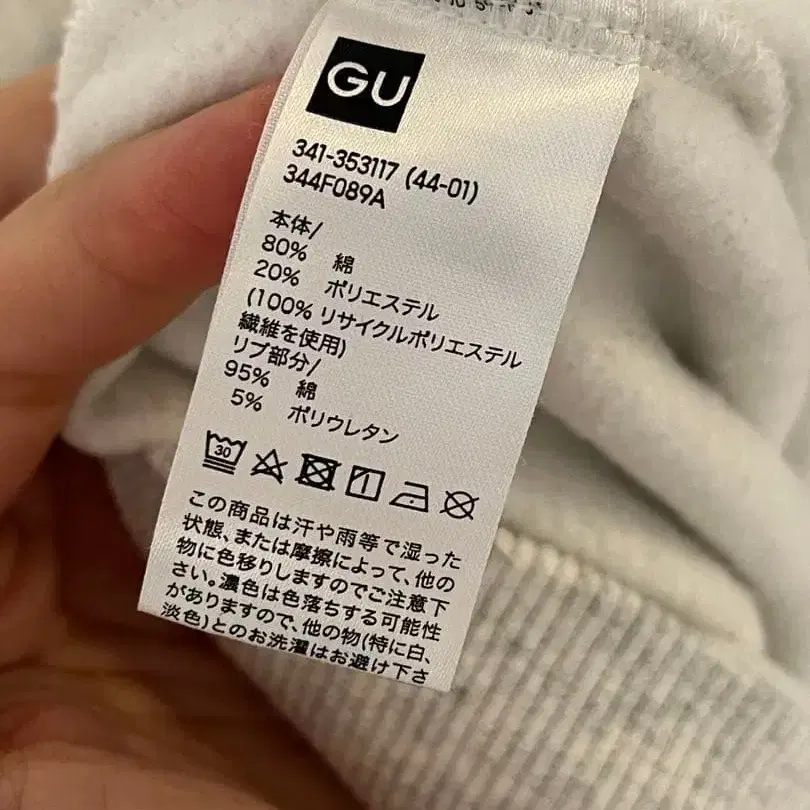 GU
341-353117 (44-01)
344F089A
本体/
80% 綿
20% ポリエステル
(100% リサイクルポリエステル
繊維を使用)
リブ部分/
95% 綿
5% ポリウレタン
30
この商品は汗や雨等で湿った
状態、または摩擦によって、他の
物に色移りしますのでご注意下
さい。濃色は色落ちする可能性
がありますので、他の物(特に白、
淡色)とのお洗濯はお避け下さ